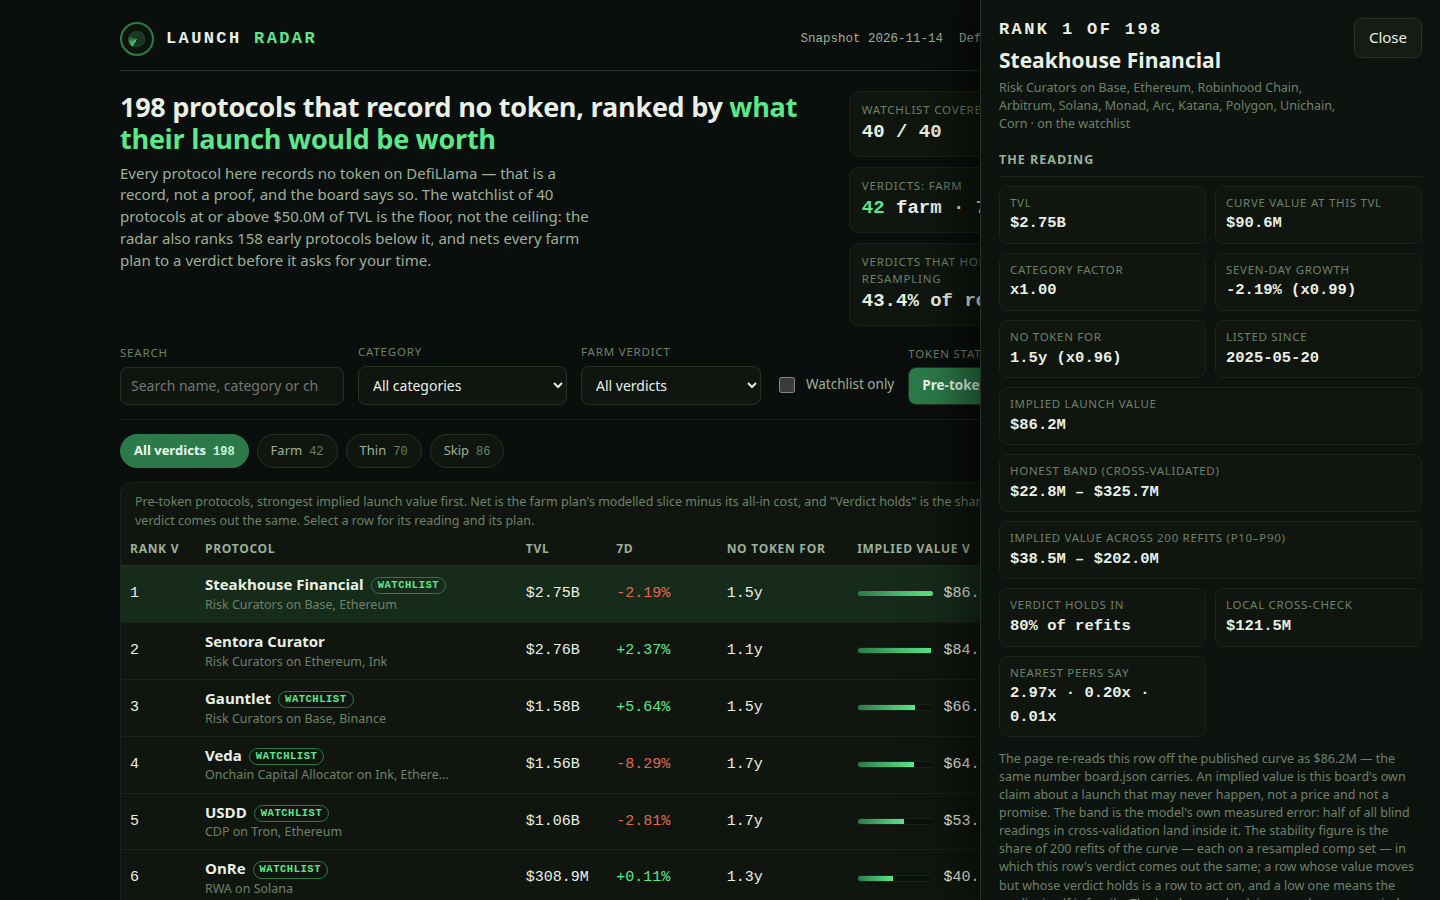 LAUNCH RADAR
Snapshot 2026-11-14 Def
198 protocols that record no token, ranked by what
their launch would be worth
Every protocol here records no token on DefiLlama — that is a
record, not a proof, and the board says so. The watchlist of 40
protocols at or above $50.0M of TVL is the floor, not the ceiling: the
radar also ranks 158 early protocols below it, and nets every farm
plan to a verdict before it asks for your time.
WATCHLIST COVERE
40 / 40
VERDICTS: FARM
42 farm ·
VERDICTS THAT HO
RESAMPLING
43.4% of ro
SEARCH
Search name, category or ch
CATEGORY
All categories
FARM VERDICT
All verdicts
Watchlist only
TOKEN STAT
Pre-toke
All verdicts 198
Farm 42
Thin 70
Skip 86
Pre-token protocols, strongest implied launch value first. Net is the farm plan's modelled slice minus its all-in cost, and "Verdict holds" is the shar
verdict comes out the same. Select a row for its reading and its plan.
RANK V PROTOCOL TVL 7D NO TOKEN FOR IMPLIED VALUE V
1 Steakhouse Financial WATCHLIST $2.75B -2.19% 1.5y $86.
Risk Curators on Base, Ethereum
2 Sentora Curator $2.76B +2.37% 1.1y $84.
Risk Curators on Ethereum, Ink
3 Gauntlet WATCHLIST $1.58B +5.64% 1.5y $66.
Risk Curators on Base, Binance
4 Veda WATCHLIST $1.56B -8.29% 1.7y $64.
Onchain Capital Allocator on Ink, Ethere...
5 USDD WATCHLIST $1.06B -2.81% 1.7y $53.
CDP on Tron, Ethereum
6 OnRe WATCHLIST $308.9M +0.11% 1.3y $40.
RWA on Solana
RANK 1 OF 198
Close
Steakhouse Financial
Risk Curators on Base, Ethereum, Robinhood Chain,
Arbitrum, Solana, Monad, Arc, Katana, Polygon, Unichain,
Corn · on the watchlist
THE READING
TVL
$2.75B
CURVE VALUE AT THIS TVL
$90.6M
CATEGORY FACTOR
x1.00
SEVEN-DAY GROWTH
-2.19% (x0.99)
NO TOKEN FOR
1.5y (x0.96)
LISTED SINCE
2025-05-20
IMPLIED LAUNCH VALUE
$86.2M
HONEST BAND (CROSS-VALIDATED)
$22.8M – $325.7M
IMPLIED VALUE ACROSS 200 REFITS (P10–P90)
$38.5M – $202.0M
VERDICT HOLDS IN
80% of refits
LOCAL CROSS-CHECK
$121.5M
NEAREST PEERS SAY
2.97x · 0.20x ·
0.01x
The page re-reads this row off the published curve as $86.2M — the
same number board.json carries. An implied value is this board's own
claim about a launch that may never happen, not a price and not a
promise. The band is the model's own measured error: half of all blind
readings in cross-validation land inside it. The stability figure is the
share of 200 refits of the curve — each on a resampled comp set — in
which this row's verdict comes out the same; a row whose value moves
but whose verdict holds is a row to act on, and a low one means the